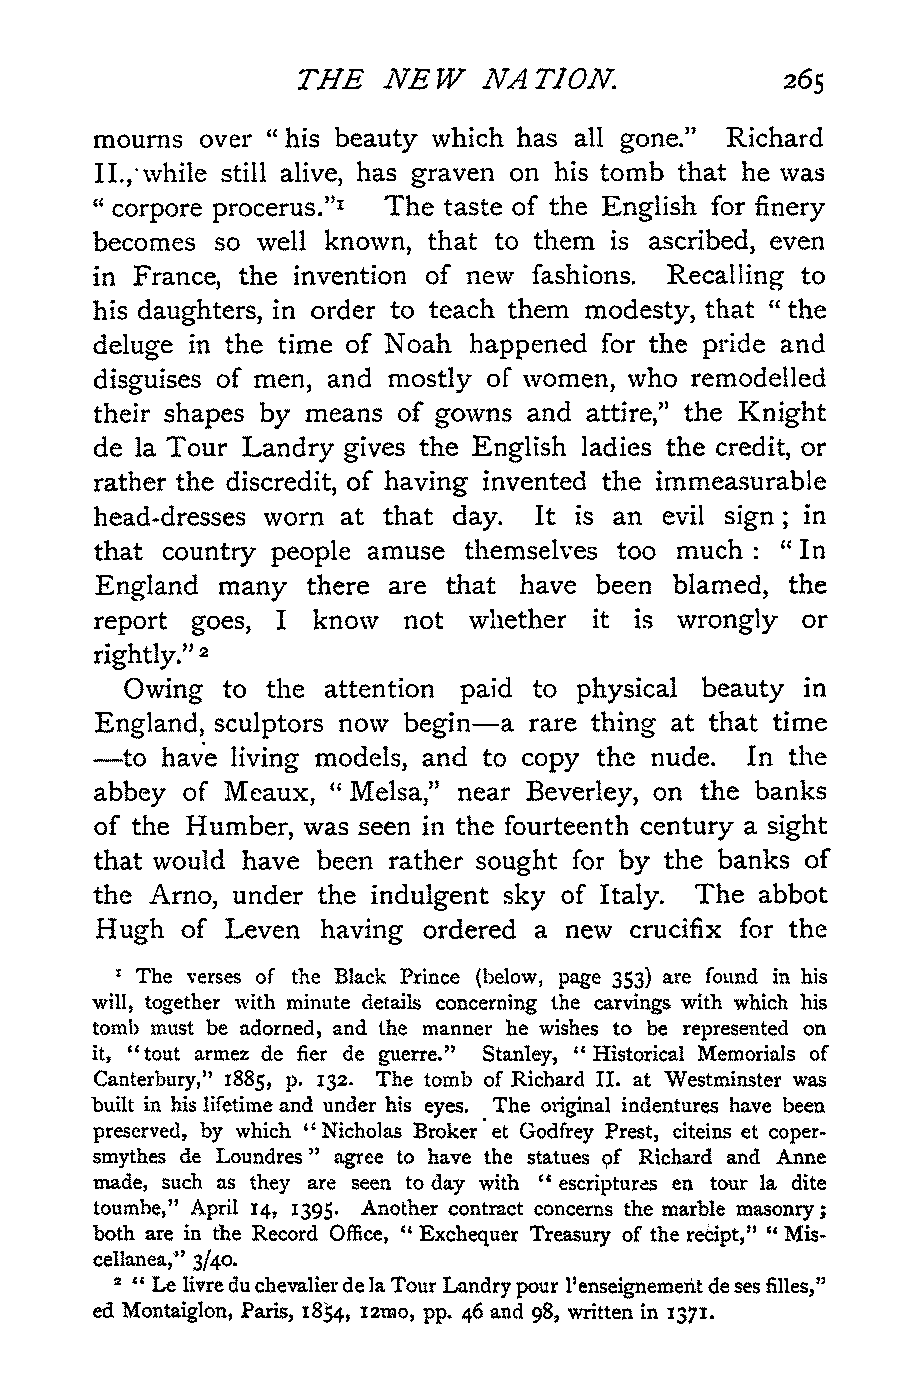 THE NEW NATION. 265
mourns over “ his beauty which has all gone.” Richard
II., while still alive, has graven on his tomb that he was
“ corpore procerus.”¹ The taste of the English for finery
becomes so well known, that to them is ascribed, even
in France, the invention of new fashions. Recalling to
his daughters, in order to teach them modesty, that “ the
deluge in the time of Noah happened for the pride and
disguises of men, and mostly of women, who remodelled
their shapes by means of gowns and attire,” the Knight
de la Tour Landry gives the English ladies the credit, or
rather the discredit, of having invented the immeasurable
head-dresses worn at that day. It is an evil sign ; in
that country people amuse themselves too much : “ In
England many there are that have been blamed, the
report goes, I know not whether it is wrongly or
rightly.” ²
Owing to the attention paid to physical beauty in
England, sculptors now begin—a rare thing at that time
—to have living models, and to copy the nude. In the
abbey of Meaux, “ Melsa,” near Beverley, on the banks
of the Humber, was seen in the fourteenth century a sight
that would have been rather sought for by the banks of
the Arno, under the indulgent sky of Italy. The abbot
Hugh of Leven having ordered a new crucifix for the
¹ The verses of the Black Prince (below, page 353) are found in his
will, together with minute details concerning the carvings with which his
tomb must be adorned, and the manner he wishes to be represented on
it, “tout armez de fier de guerre.” Stanley, “ Historical Memorials of
Canterbury,” 1885, p. 132. The tomb of Richard II. at Westminster was
built in his lifetime and under his eyes. The original indentures have been
preserved, by which “Nicholas Broker et Godfrey Prest, citeins et coper-
smythes de Loundres” agree to have the statues of Richard and Anne
made, such as they are seen to day with “ escriptures en tour la dite
toumbe,” April 14, 1395. Another contract concerns the marble masonry ;
both are in the Record Office, “ Exchequer Treasury of the recipt,” “ Mis-
cellanea,” 3/40.
² “ Le livre du chevalier de la Tour Landry pour l’enseignement de ses filles,”
ed Montaiglon, Paris, 1854, 12mo, pp. 46 and 98, written in 1371.